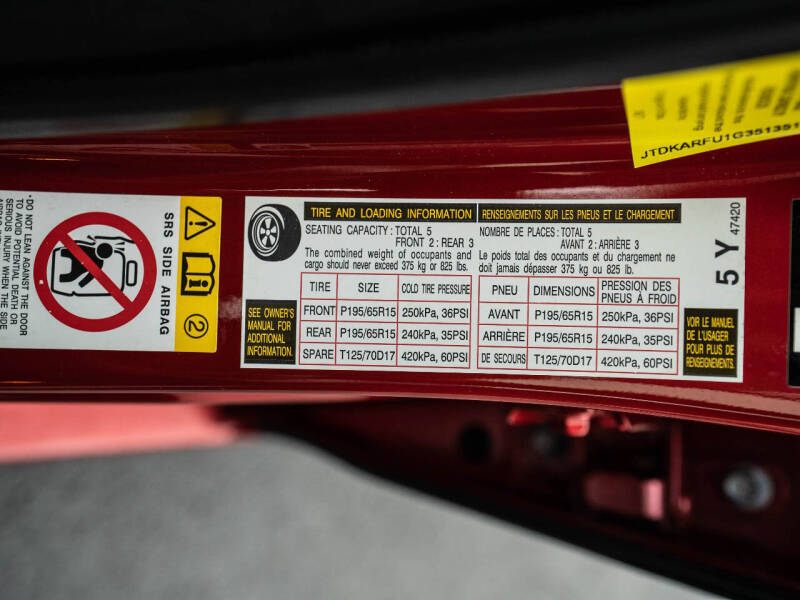 JTDKARFU1G351351
· DO NOT LEAN AGAINST THE DOOR
TO AVOID POTENTIAL DEATH OR
SERIOUS INJURY WHEN THE SIDE
SRS SIDE AIRBAG
2
TIRE AND LOADING INFORMATION
SEATING CAPACITY : TOTAL 5
FRONT 2 : REAR 3
The combined weight of occupants and
cargo should never exceed 375 kg or 825 lbs.
SEE OWNER'S
MANUAL FOR
ADDITIONAL
INFORMATION.
TIRE SIZE COLD TIRE PRESSURE
FRONT P195/65R15 250kPa, 36PSI
REAR P195/65R15 240kPa, 35PSI
SPARE T125/70D17 420kPa, 60PSI
RENSEIGNEMENTS SUR LES PNEUS ET LE CHARGEMENT
NOMBRE DE PLACES : TOTAL 5
AVANT 2 : ARRIÈRE 3
Le poids total des occupants et du chargement ne
doit jamais dépasser 375 kg ou 825 lb.
PNEU DIMENSIONS PRESSION DES PNEUS À FROID
AVANT P195/65R15 250kPa, 36PSI
ARRIÈRE P195/65R15 240kPa, 35PSI
DE SECOURS T125/70D17 420kPa, 60PSI
VOIR LE MANUEL
DE L'USAGER
POUR PLUS DE
RENSEIGNEMENTS.
5 Y
47420